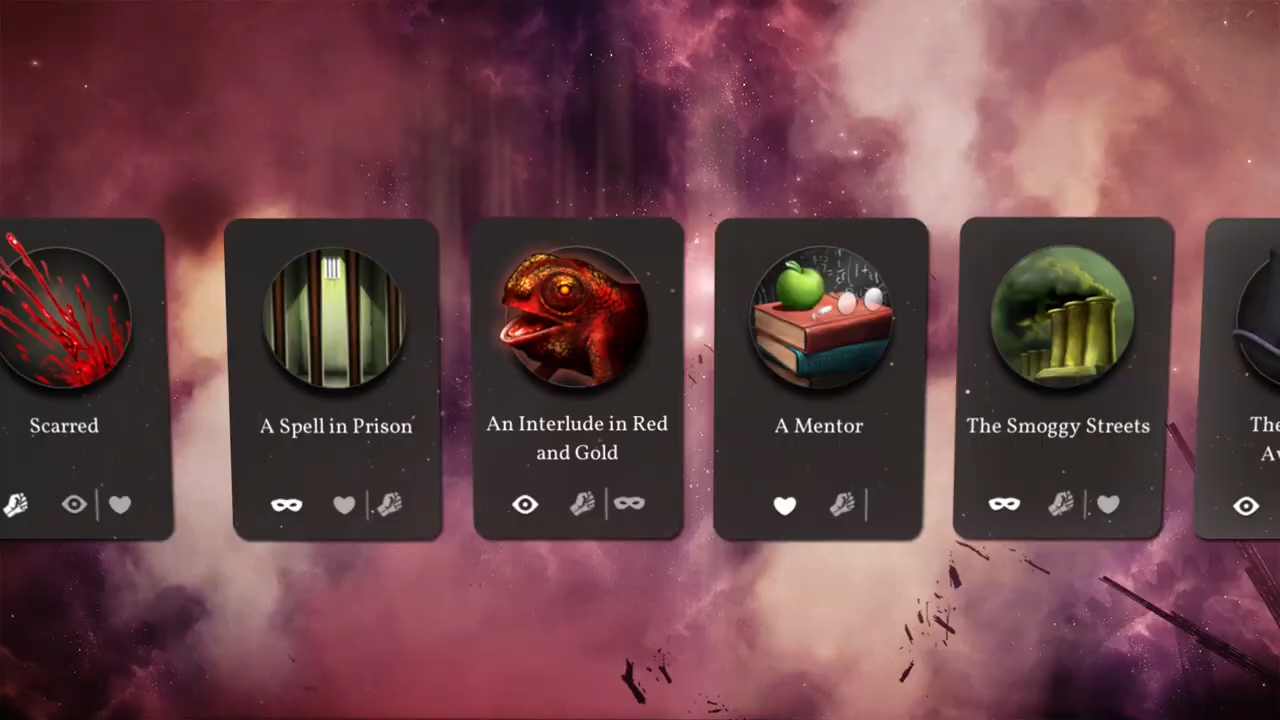 Scarred
A Spell in Prison
An Interlude in Red
and Gold
A Mentor
The Smoggy Streets